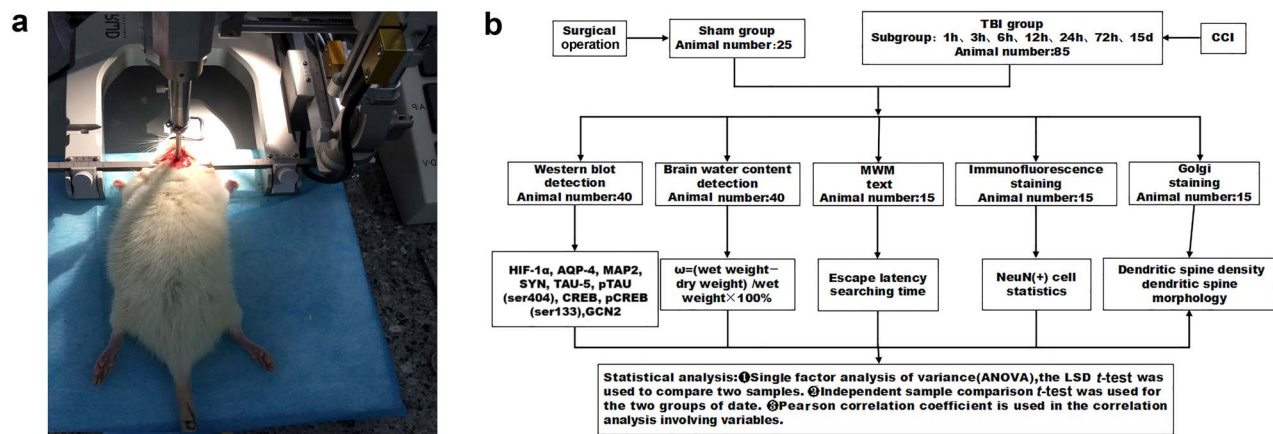 a
b
Surgical
operation
Sham group
Animal number:25
TBI group
Subgroup: 1h、3h、6h、12h、24h、72h、15d
Animal number:85
CCI
Western blot
detection
Animal number:40
Brain water content
detection
Animal number:40
MWM
text
Animal number:15
Immunofluorescence
staining
Animal number:15
Golgi
staining
Animal number:15
HIF-1α, AQP-4, MAP2,
SYN, TAU-5, pTAU
(ser404), CREB, pCREB
(ser133),GCN2
ω=(wet weight−
dry weight) /wet
weight×100%
Escape latency
searching time
NeuN(+) cell
statistics
Dendritic spine density
dendritic spine
morphology
Statistical analysis:❶Single factor analysis of variance(ANOVA),the LSD t-test was
used to compare two samples. ❷Independent sample comparison t-test was used for
the two groups of date. ❸Pearson correlation coefficient is used in the correlation
analysis involving variables.
RWD